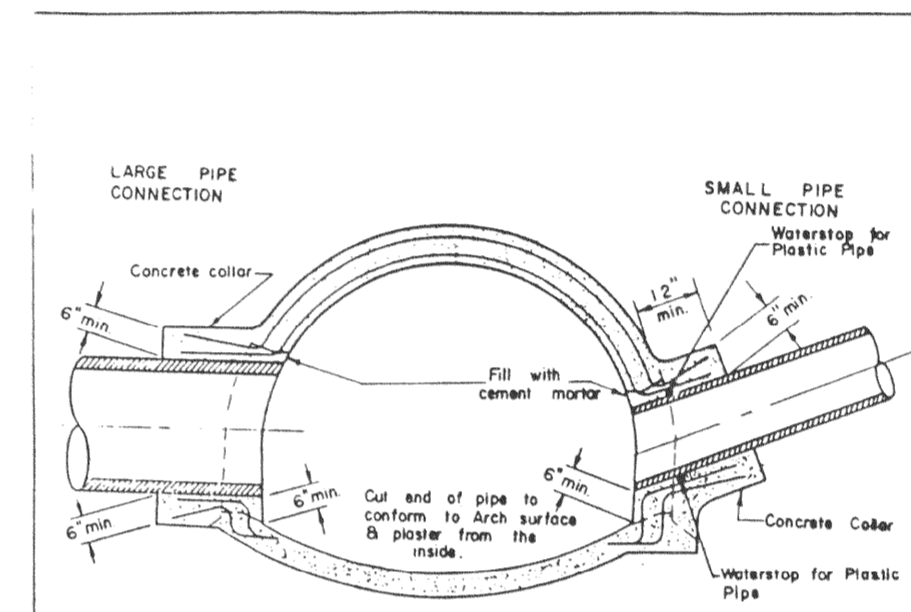 LARGE PIPE
CONNECTION
SMALL PIPE
CONNECTION
Waterstop for
Plastic Pipe
Concrete collar
12"
min.
6" min.
6" min.
Fill with
cement mortar
6" min.
6" min.
6" min.
Cut end of pipe to
conform to Arch surface
& plaster from the
inside.
Concrete Collar
Waterstop for Plastic
Pipe